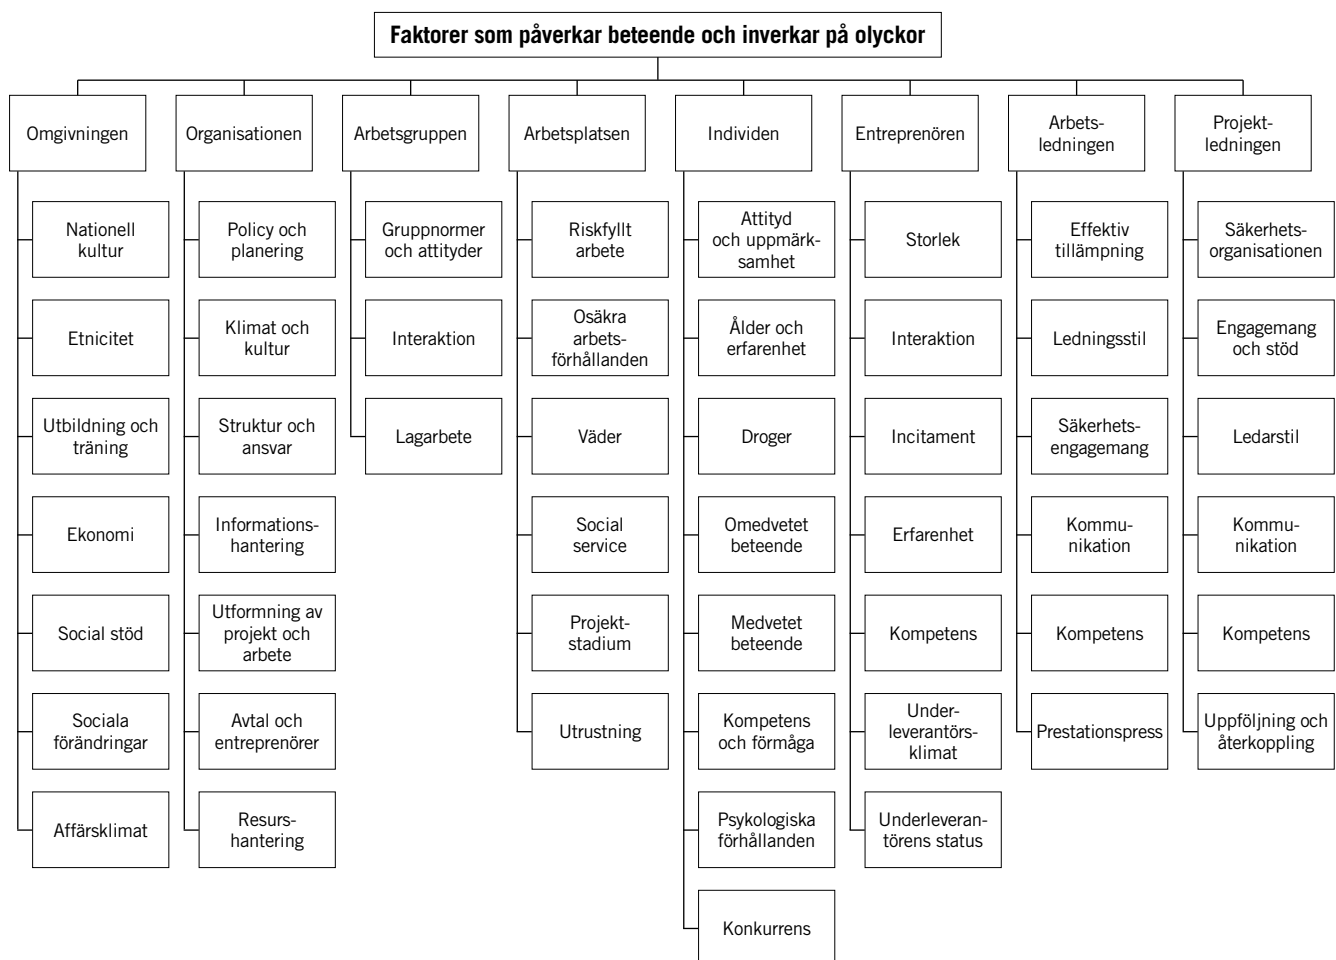 Faktorer som påverkar beteende och inverkar på olyckor
Omgivningen
Nationell
kultur
Etnicitet
Utbildning och
träning
Ekonomi
Social stöd
Sociala
förändringar
Affärsklimat
Organisationen
Policy och
planering
Klimat och
kultur
Struktur och
ansvar
Informations-
hantering
Utformning av
projekt och
arbete
Avtal och
entreprenörer
Resurs-
hantering
Arbetsgruppen
Gruppnormer
och attityder
Interaktion
Lagarbete
Arbetsplatsen
Riskfyllt
arbete
Osäkra
arbets-
förhållanden
Väder
Social
service
Projekt-
stadium
Utrustning
Individen
Attityd
och uppmärk-
samhet
Ålder och
erfarenhet
Droger
Omedvetet
beteende
Medvetet
beteende
Kompetens
och förmåga
Psykologiska
förhållanden
Konkurrens
Entreprenören
Storlek
Interaktion
Incitament
Erfarenhet
Kompetens
Under-
leverantörs-
klimat
Underleveran-
törens status
Arbets-
ledningen
Effektiv
tillämpning
Ledningsstil
Säkerhets-
engagemang
Kommu-
nikation
Kompetens
Prestationspress
Projekt-
ledningen
Säkerhets-
organisationen
Engagemang
och stöd
Ledarstil
Kommu-
nikation
Kompetens
Uppföljning och
återkoppling